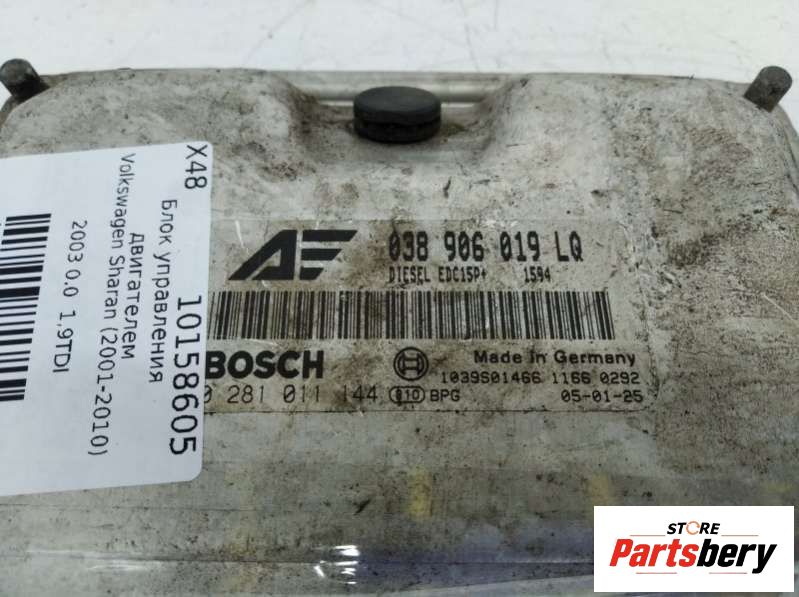 X48
10158605
Блок управления
двигателем
Volkswagen Sharan (2001-2010)
2003 0.0 1,9TDI
038 906 019 LQ
DIESEL EDC15P+ 1594
BOSCH
Made in Germany
1039S01466 1166 0292
0 281 011 144 010 BPG
05-01-25
STORE
Partsbery